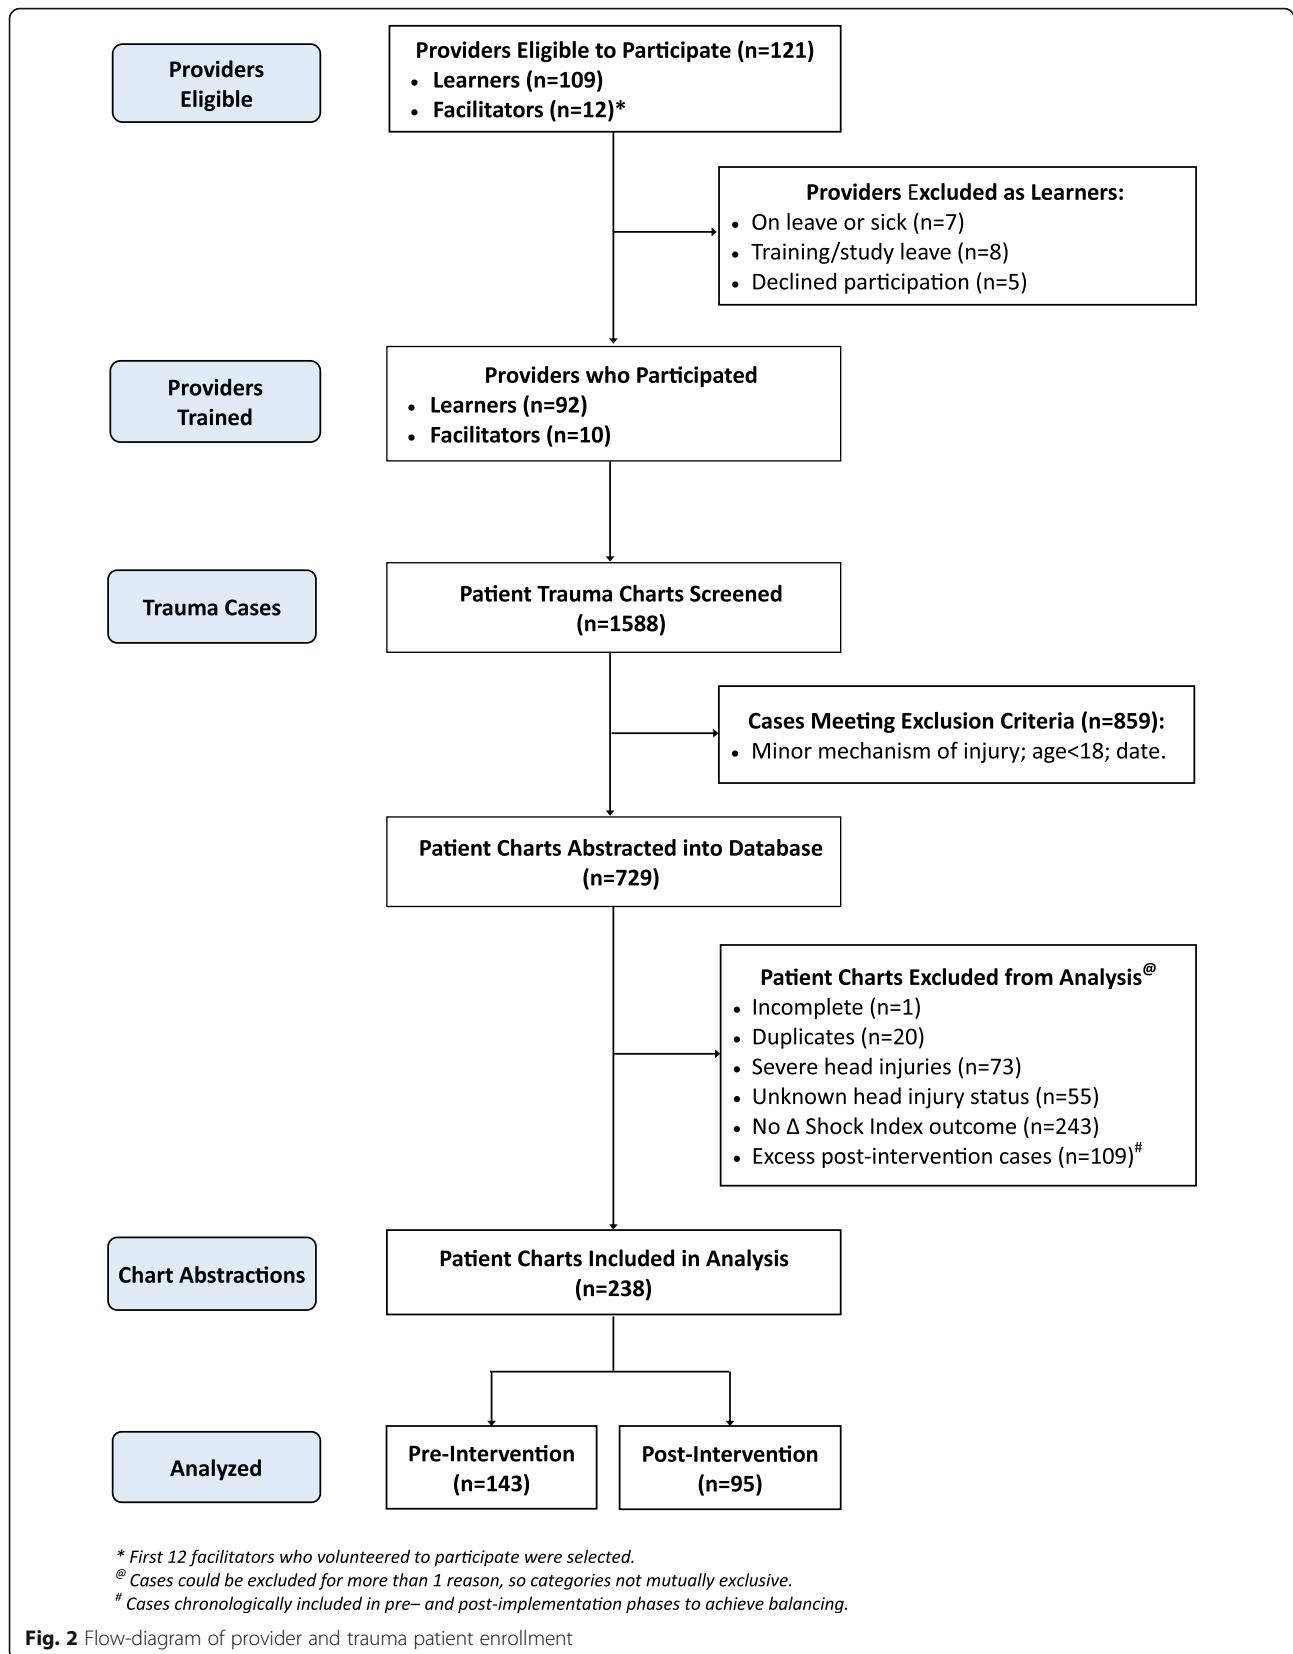 Providers
Eligible
Providers Eligible to Participate (n=121)
• Learners (n=109)
• Facilitators (n=12)*
Providers Excluded as Learners:
• On leave or sick (n=7)
• Training/study leave (n=8)
• Declined participation (n=5)
Providers
Trained
Providers who Participated
• Learners (n=92)
• Facilitators (n=10)
Trauma Cases
Patient Trauma Charts Screened
(n=1588)
Cases Meeting Exclusion Criteria (n=859):
• Minor mechanism of injury; age<18; date.
Patient Charts Abstracted into Database
(n=729)
Patient Charts Excluded from Analysis@
• Incomplete (n=1)
• Duplicates (n=20)
• Severe head injuries (n=73)
• Unknown head injury status (n=55)
• No Δ Shock Index outcome (n=243)
• Excess post-intervention cases (n=109)#
Chart Abstractions
Patient Charts Included in Analysis
(n=238)
Analyzed
Pre-Intervention
(n=143)
Post-Intervention
(n=95)
* First 12 facilitators who volunteered to participate were selected.
@ Cases could be excluded for more than 1 reason, so categories not mutually exclusive.
# Cases chronologically included in pre– and post-implementation phases to achieve balancing.
Fig. 2 Flow-diagram of provider and trauma patient enrollment